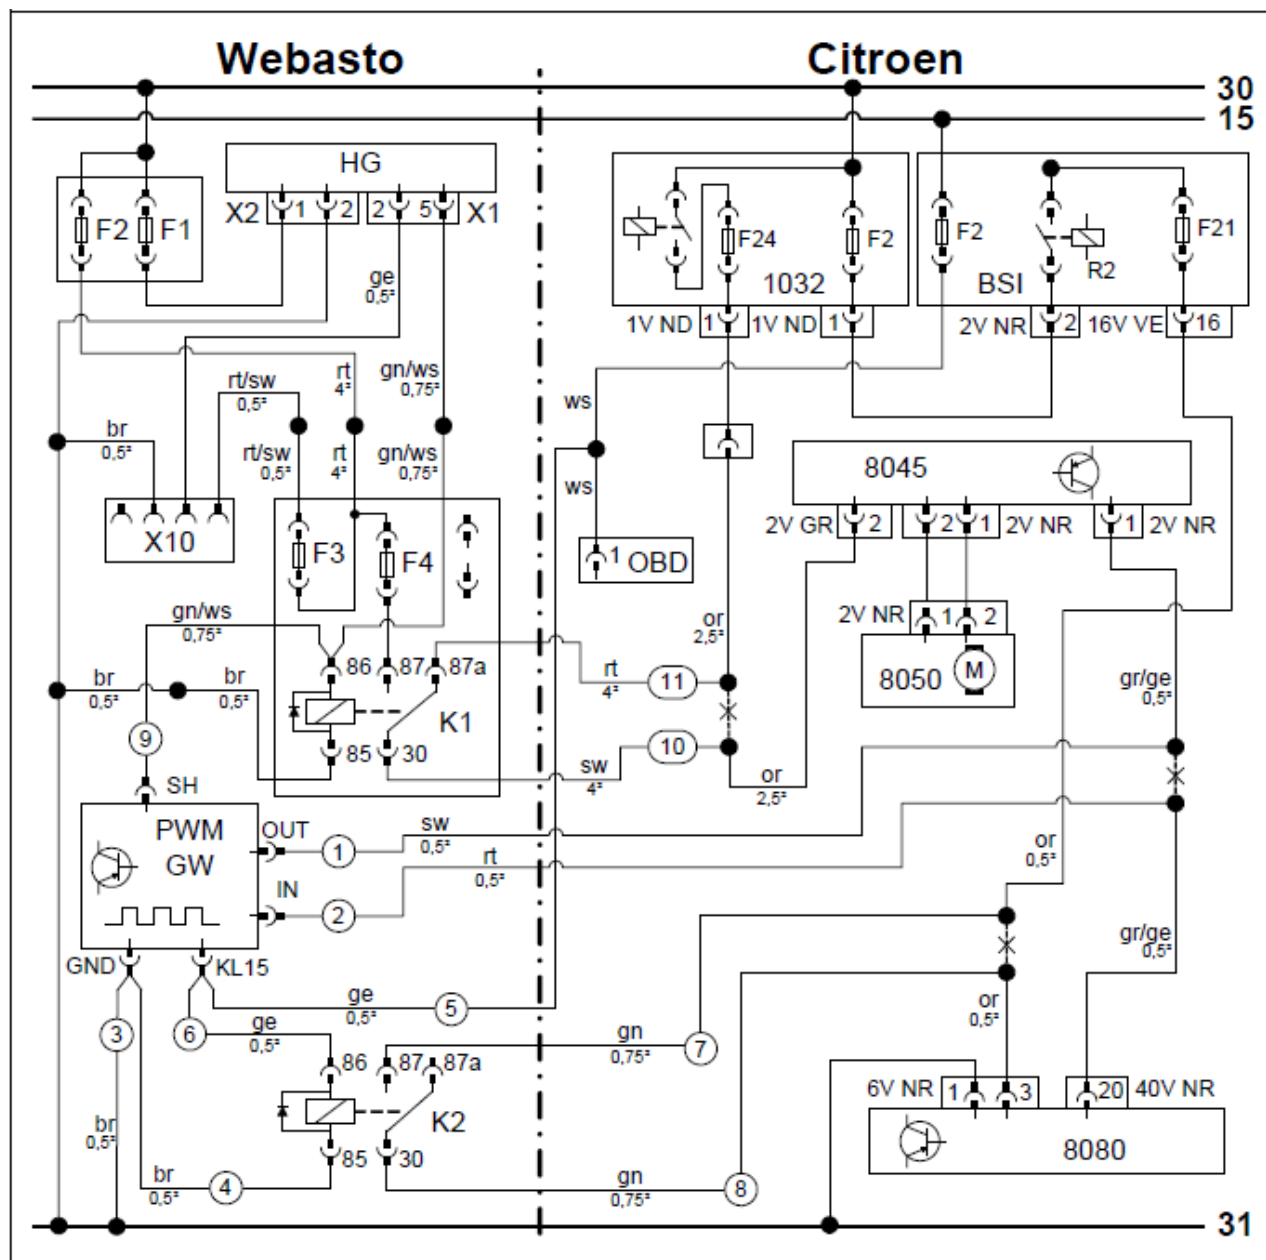 Webasto
Citroen
30
15
HG
X2 1 2 2 5 X1
F2 F1
F24 F2 F2 F21
R2
1032 BSI
ge
0,5²
1V ND 1 1V ND 1 2V NR 2 16V VE 16
rt/sw
0,5²
rt
4²
gn/ws
0,75²
ws
br
0,5²
rt/sw
0,5²
rt
4²
gn/ws
0,75²
ws
8045
2V GR 2 2 1 2V NR 1 2V NR
X10
F3 F4
1 OBD
gn/ws
0,75²
2V NR 1 2
or
2,5²
8050 M
86 87 87a
rt
4²
11
gr/ge
0,5²
br
0,5²
br
0,5²
K1
9
85 30
10
sw
4²
or
2,5²
SH
PWM
GW
OUT
1
sw
0,5²
or
0,5²
IN
2
rt
0,5²
gr/ge
0,5²
GND KL15
3
6
ge
0,5²
5
ge
0,5²
or
0,5²
gn
0,75²
7
86 87 87a
6V NR 1 3 20 40V NR
K2
br
0,5²
85 30
8080
br
0,5²
4
gn
0,75²
8
31